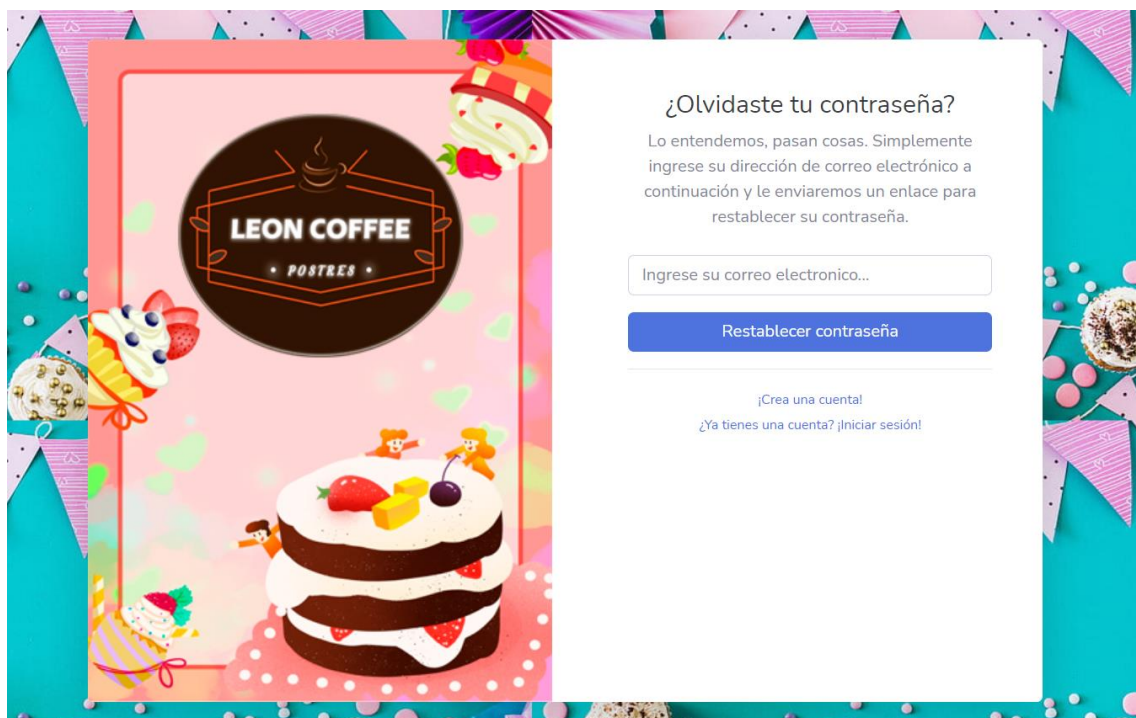 LEON COFFEE
• POSTRES •
¿Olvidaste tu contraseña?
Lo entendemos, pasan cosas. Simplemente
ingrese su dirección de correo electrónico a
continuación y le enviaremos un enlace para
restablecer su contraseña.
Ingrese su correo electronico...
Restablecer contraseña
¡Crea una cuenta!
¿Ya tienes una cuenta? ¡Iniciar sesión!